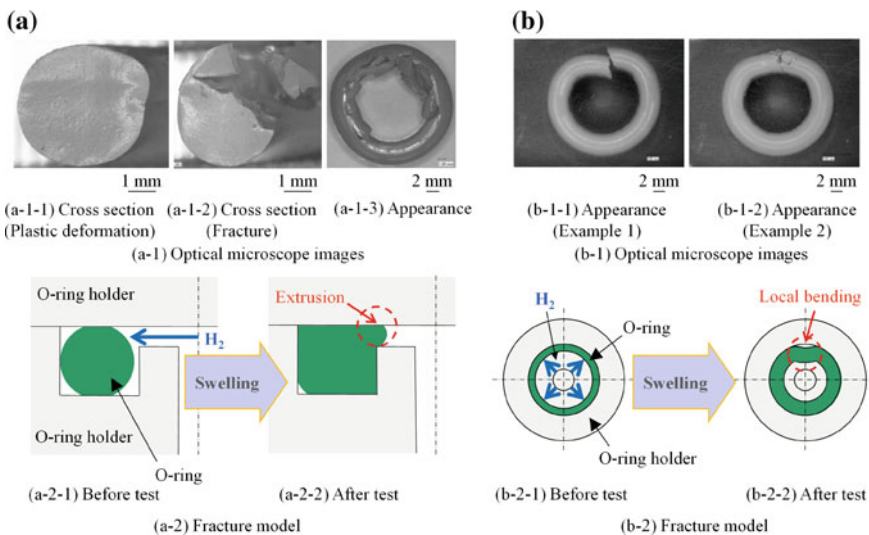 (a)
(b)
1 mm
1 mm
2 mm
2 mm
2 mm
(a-1-1) Cross section
(Plastic deformation)
(a-1-2) Cross section
(Fracture)
(a-1-3) Appearance
(b-1-1) Appearance
(Example 1)
(b-1-2) Appearance
(Example 2)
(a-1) Optical microscope images
(b-1) Optical microscope images
O-ring holder
H2
Swelling
O-ring holder
O-ring
Extrusion
(a-2-1) Before test
(a-2-2) After test
(a-2) Fracture model
H2
O-ring
Swelling
O-ring holder
Local bending
(b-2-1) Before test
(b-2-2) After test
(b-2) Fracture model